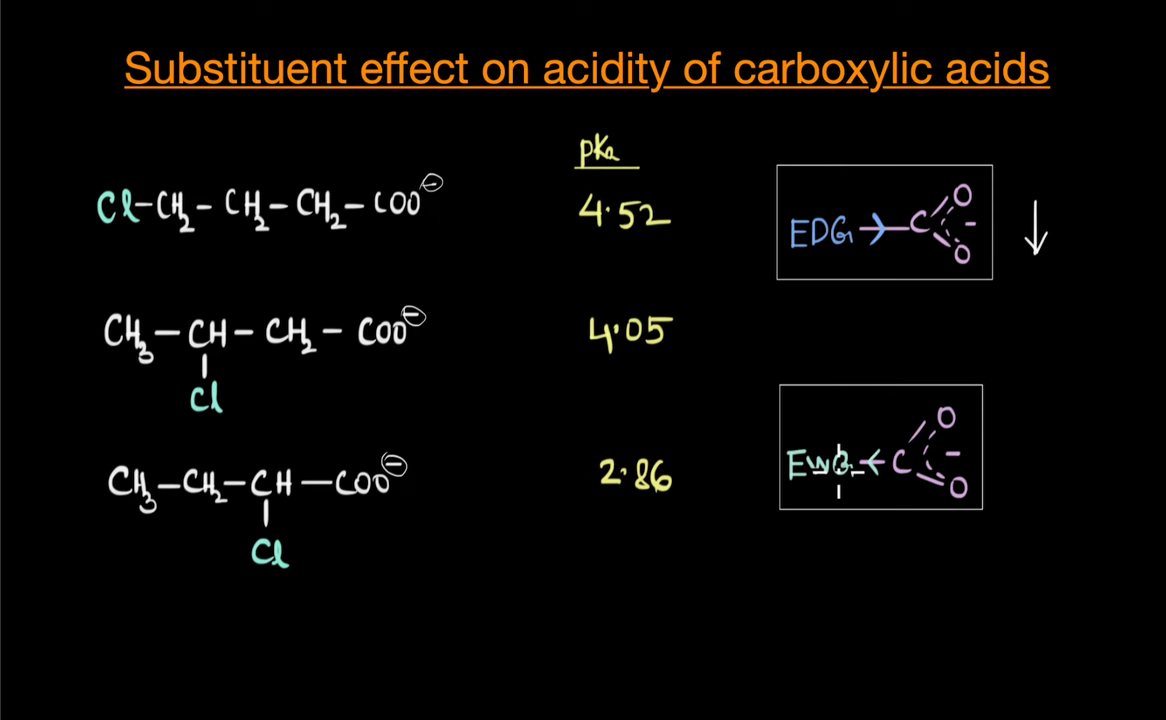 Substituent effect on acidity of carboxylic acids
pKa
Cl-CH2-CH2-CH2-COO⊖
4.52
EDG→C O - O
↓
CH3-CH-CH2-COO⊖
Cl
4.05
CH3-CH2-CH-COO⊖
Cl
2.86
EWG←C O - O